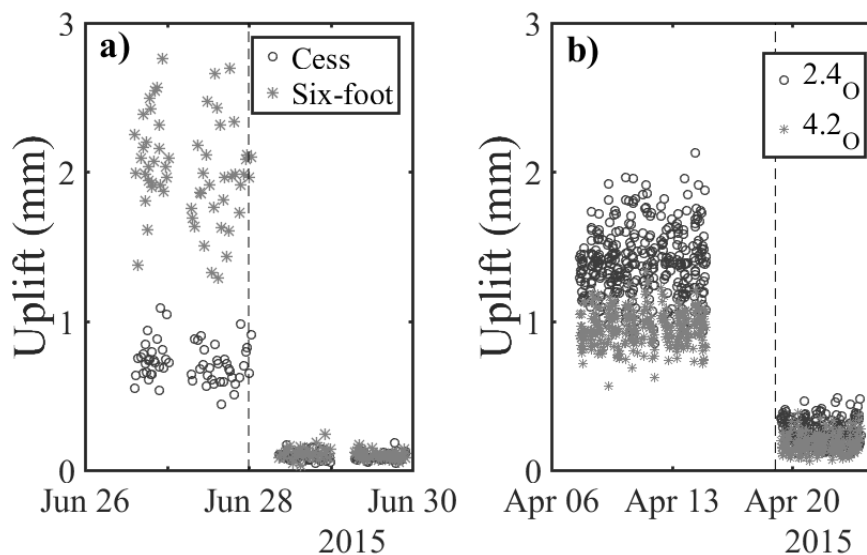 a)
Cess
Six-foot
3
2
1
0
Uplift (mm)
Jun 26
Jun 28
Jun 30
2015
b)
2.4O
4.2O
3
2
1
0
Uplift (mm)
Apr 06
Apr 13
Apr 20
2015